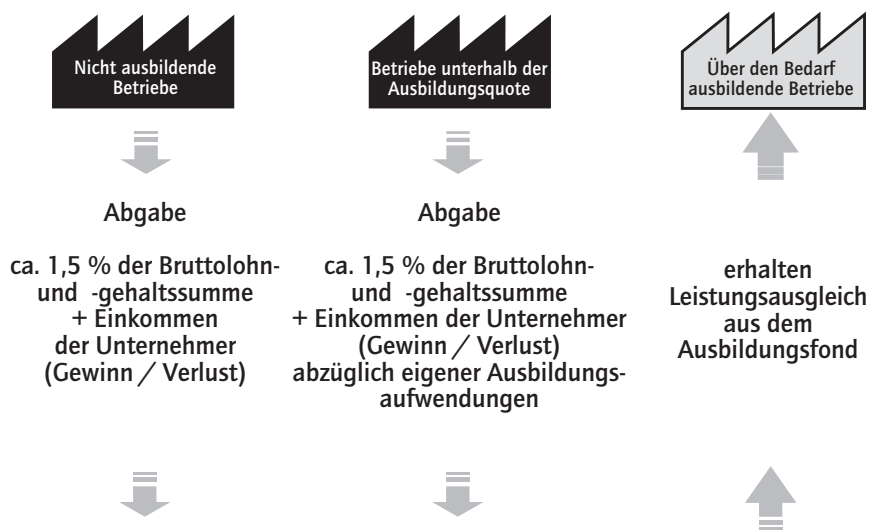 Nicht ausbildende
Betriebe
Betriebe unterhalb der
Ausbildungsquote
Über den Bedarf
ausbildende Betriebe
Abgabe
ca. 1,5 % der Bruttolohn-
und -gehaltssumme
+ Einkommen
der Unternehmer
(Gewinn / Verlust)
Abgabe
ca. 1,5 % der Bruttolohn-
und -gehaltssumme
+ Einkommen der Unternehmer
(Gewinn / Verlust)
abzüglich eigener Ausbildungs-
aufwendungen
erhalten
Leistungsausgleich
aus dem
Ausbildungsfond